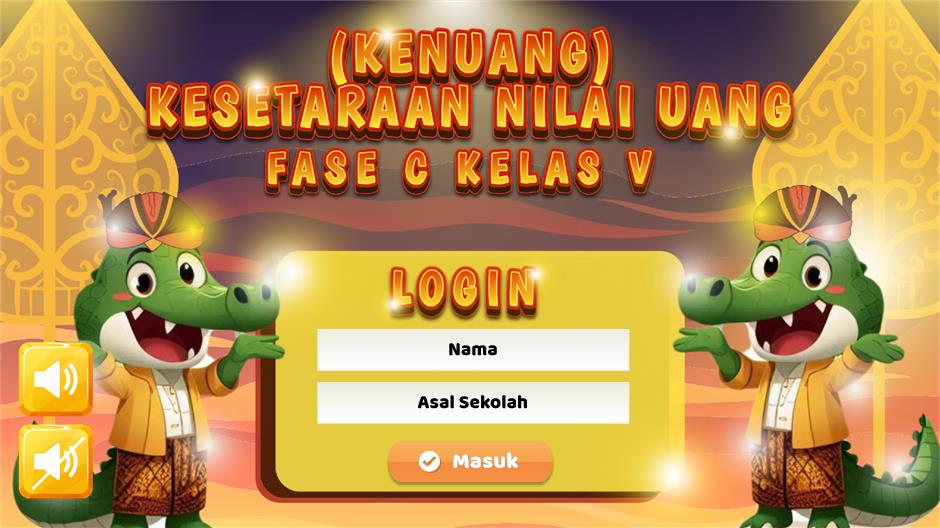 (KENUANG)
KESETARAAN NILAI UANG
FASE C KELAS V
LOGIN
Nama
Asal Sekolah
Masuk